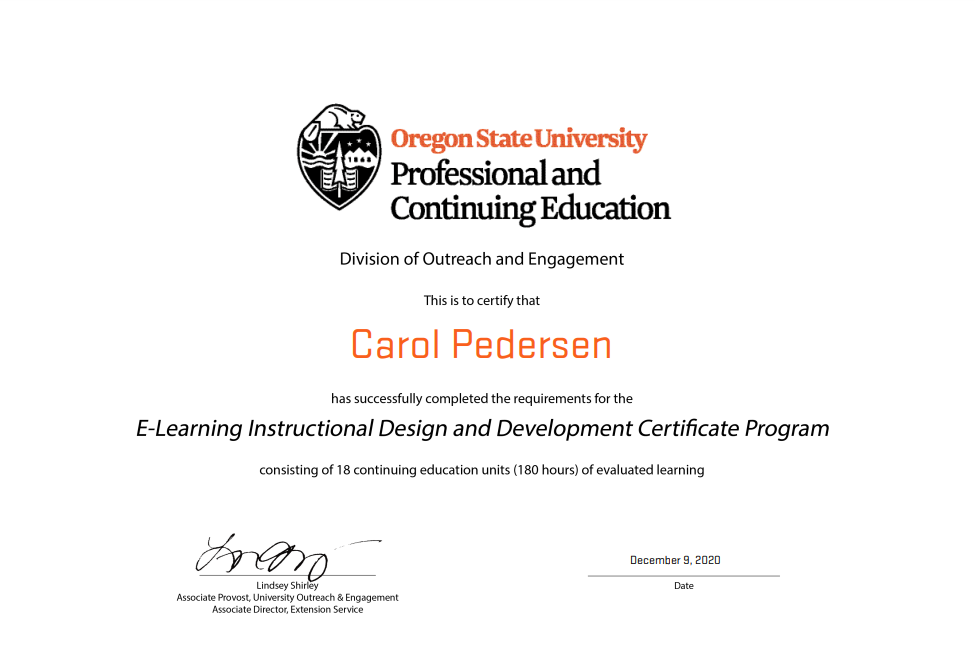 Oregon State University
Professional and
Continuing Education
Division of Outreach and Engagement
This is to certify that
Carol Pedersen
has successfully completed the requirements for the
E-Learning Instructional Design and Development Certificate Program
consisting of 18 continuing education units (180 hours) of evaluated learning
December 9, 2020
Lindsey Shirley
Associate Provost, University Outreach & Engagement
Associate Director, Extension Service
Date